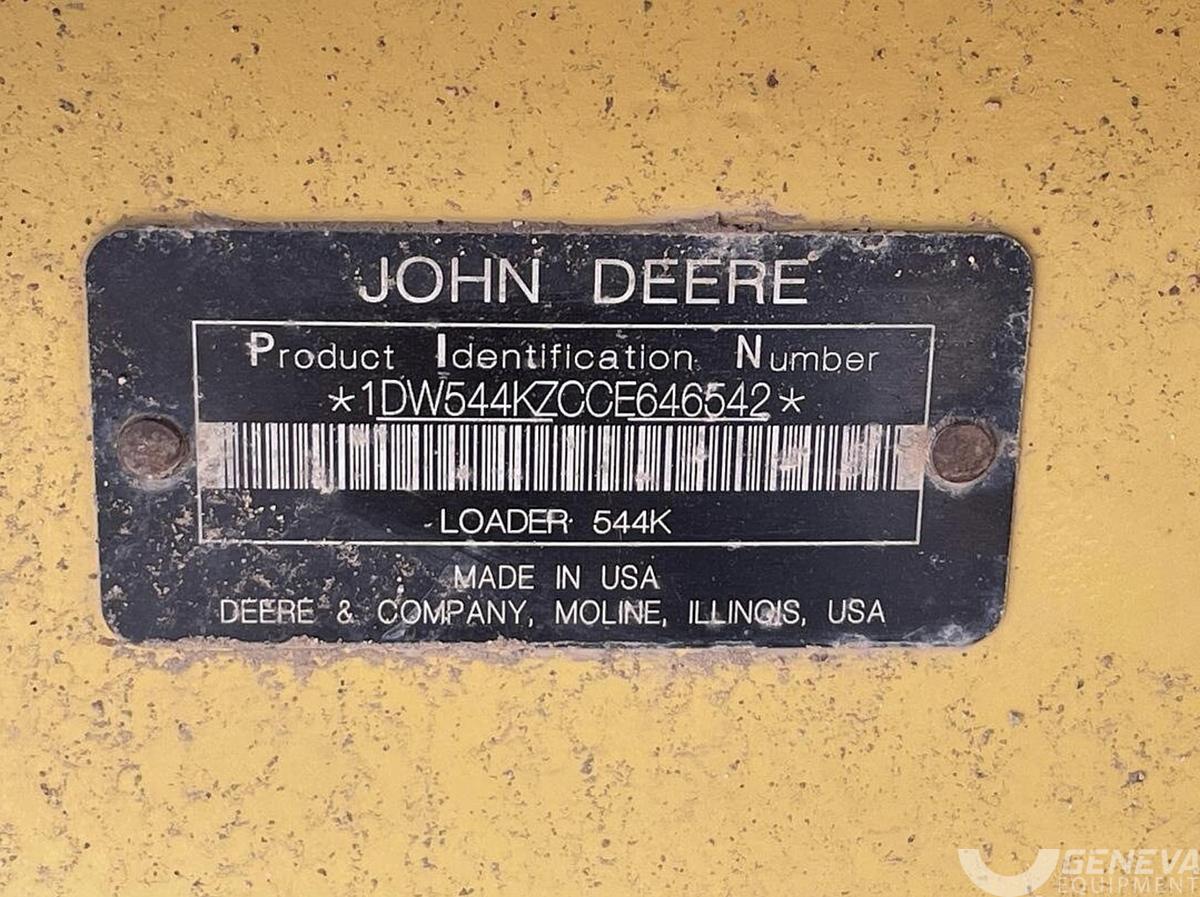 JOHN DEERE
Product Identification Number
*1DW544KZCCE646542*
LOADER 544K
MADE IN USA
DEERE & COMPANY, MOLINE, ILLINOIS, USA
GENEVA
EQUIPMENT